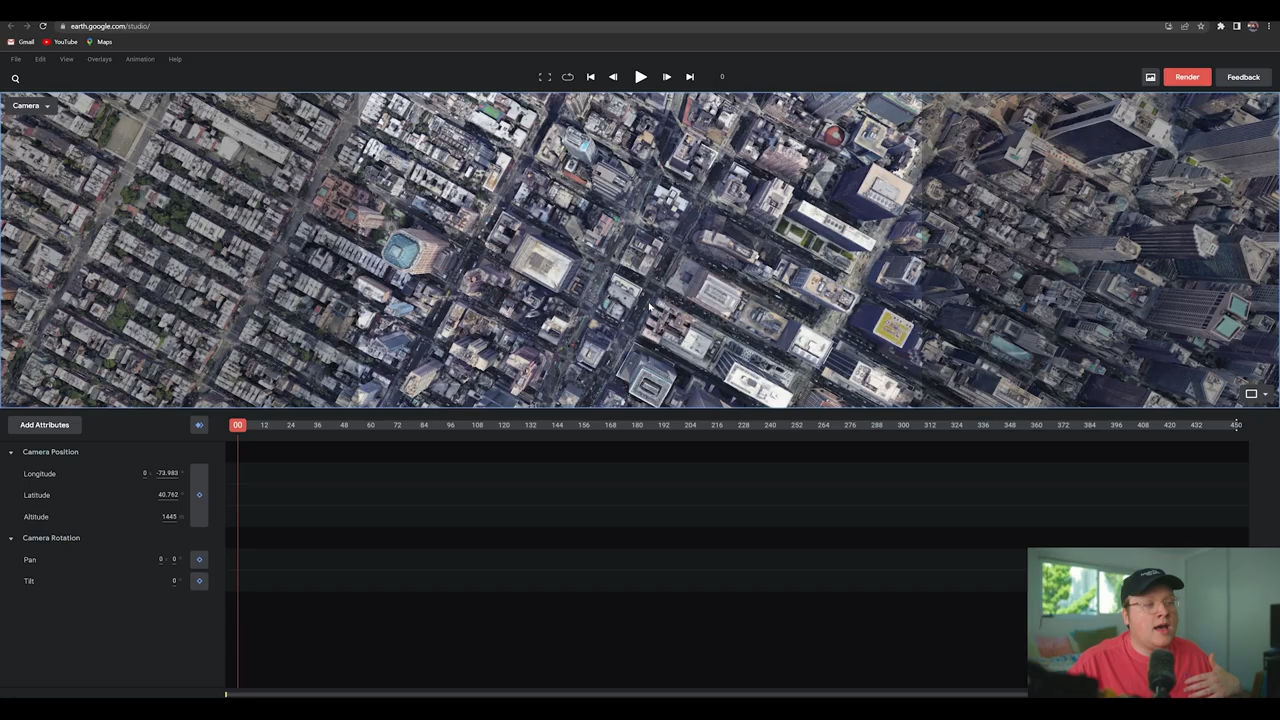 earth.google.com/studio/
Gmail YouTube Maps
File Edit View Overlays Animation Help
0 Render Feedback
Camera
Add Attributes 00 12 24 36 48 60 72 84 96 108 120 132 144 156 168 180 192 204 216 228 240 252 264 276 288 300 312 324 336 348 360 372 384 396 408 420 432 450
Camera Position
Longitude 0 x -73.983 °
Latitude 40.762 °
Altitude 1445 m
Camera Rotation
Pan 0 x 0 °
Tilt 0 °